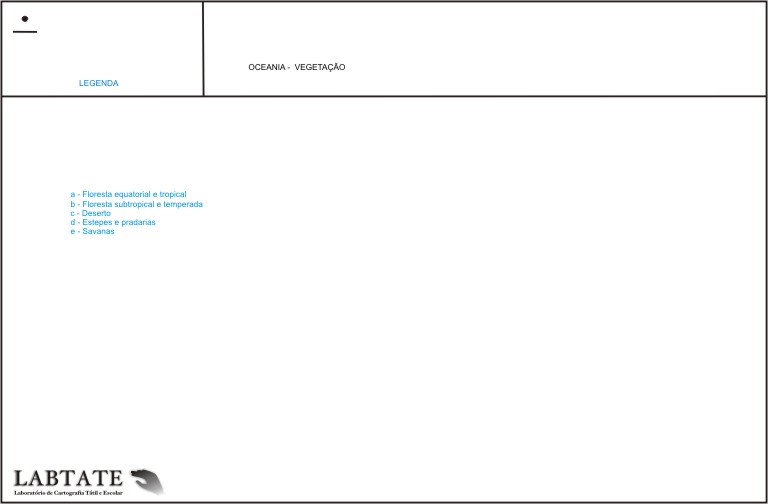 LEGENDA
OCEANIA - VEGETAÇÃO
a - Floresta equatorial e tropical
b - Floresta subtropical e temperada
c - Deserto
d - Estepes e pradarias
e - Savanas
LABTATE
Laboratório de Cartografia Tátil e Escolar